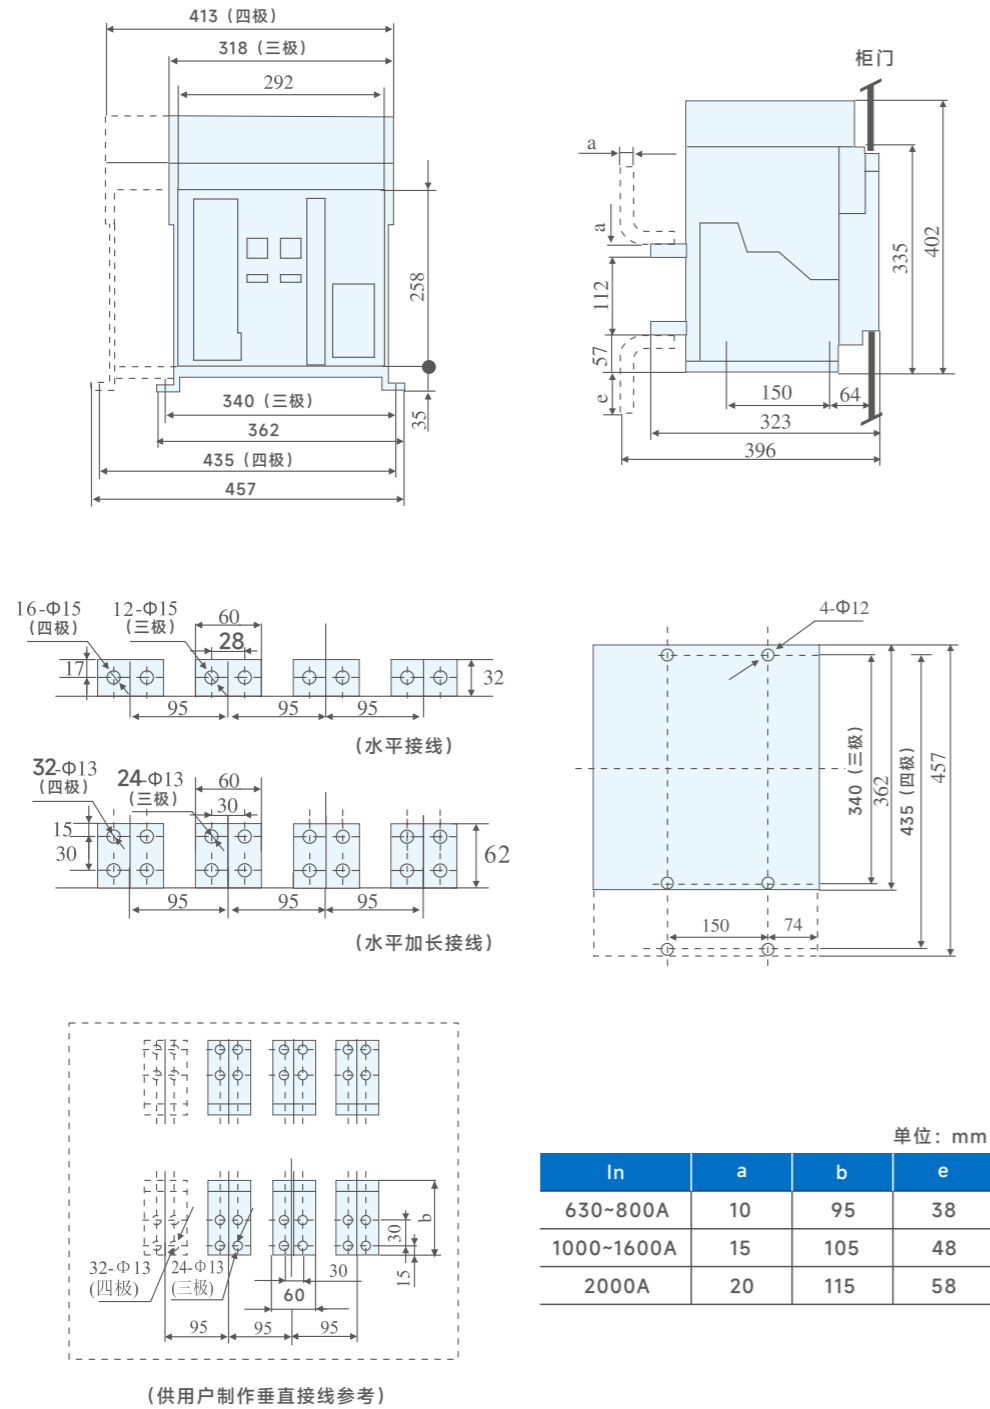 413（四极）
318（三极）
292
258
35
340（三极）
362
435（四极）
457
柜门
a
a
112
57
e
335
402
150
64
323
396
16-Φ15
（四极）
12-Φ15
（三极）
60
28
17
32
95
95
95
（水平接线）
32-Φ13
（四极）
24-Φ13
（三极）
60
30
15
30
62
95
95
95
（水平加长接线）
4-Φ12
340（三极）
362
435（四极）
457
150
74
32-Φ13
(四极)
24-Φ13
(三极)
30
b
15
30
60
95
95
95
（供用户制作垂直接线参考）
单位：mm
In a b e
630~800A 10 95 38
1000~1600A 15 105 48
2000A 20 115 58